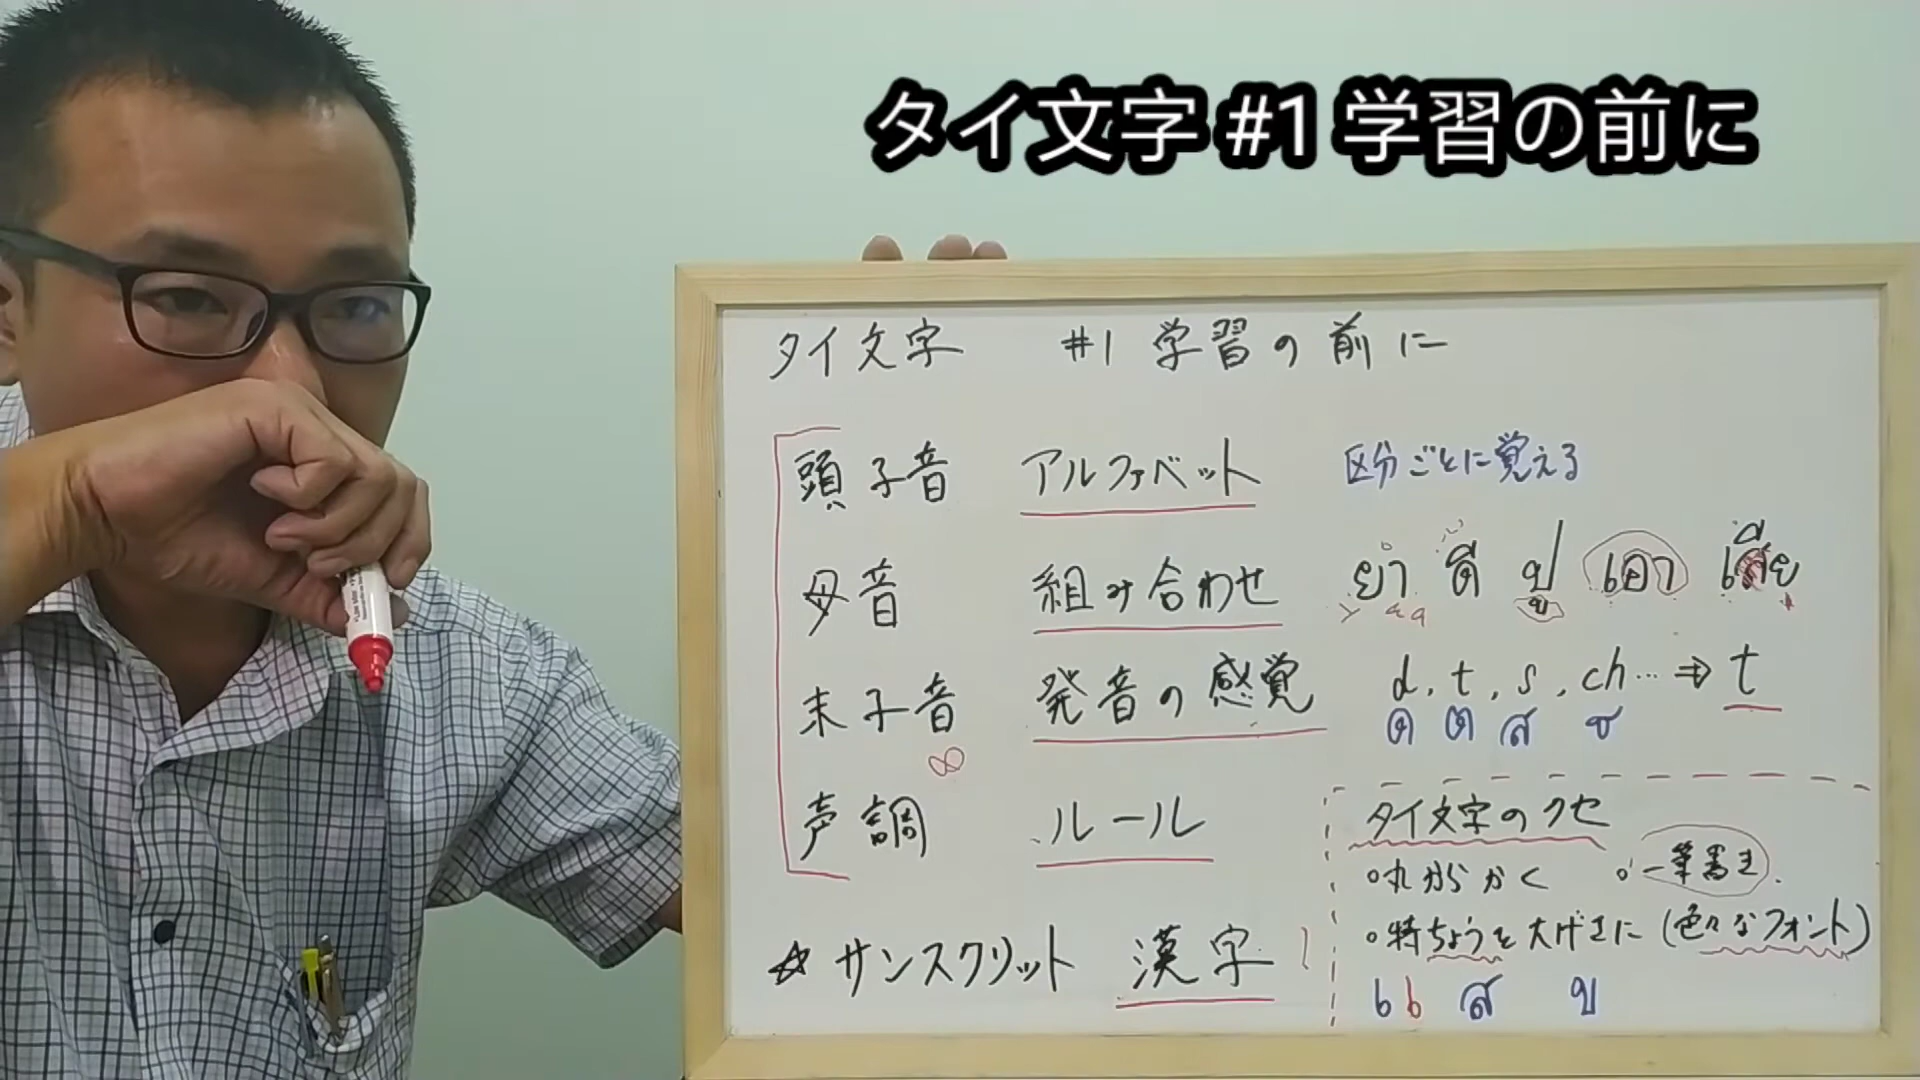 タイ文字 #1 学習の前に
タイ文字 #1 学習の前に
頭子音 アルファベット 区分ごとに覚える
母音 組み合わせ
末子音 発音の感覚 d, t, s, ch… ⇒ t
ด ต ส ช
声調 ルール
☆ サンスクリット 漢字
タイ文字のクセ
○丸からかく ○一筆書き
○特ちょうを大げさに (色々なフォント)